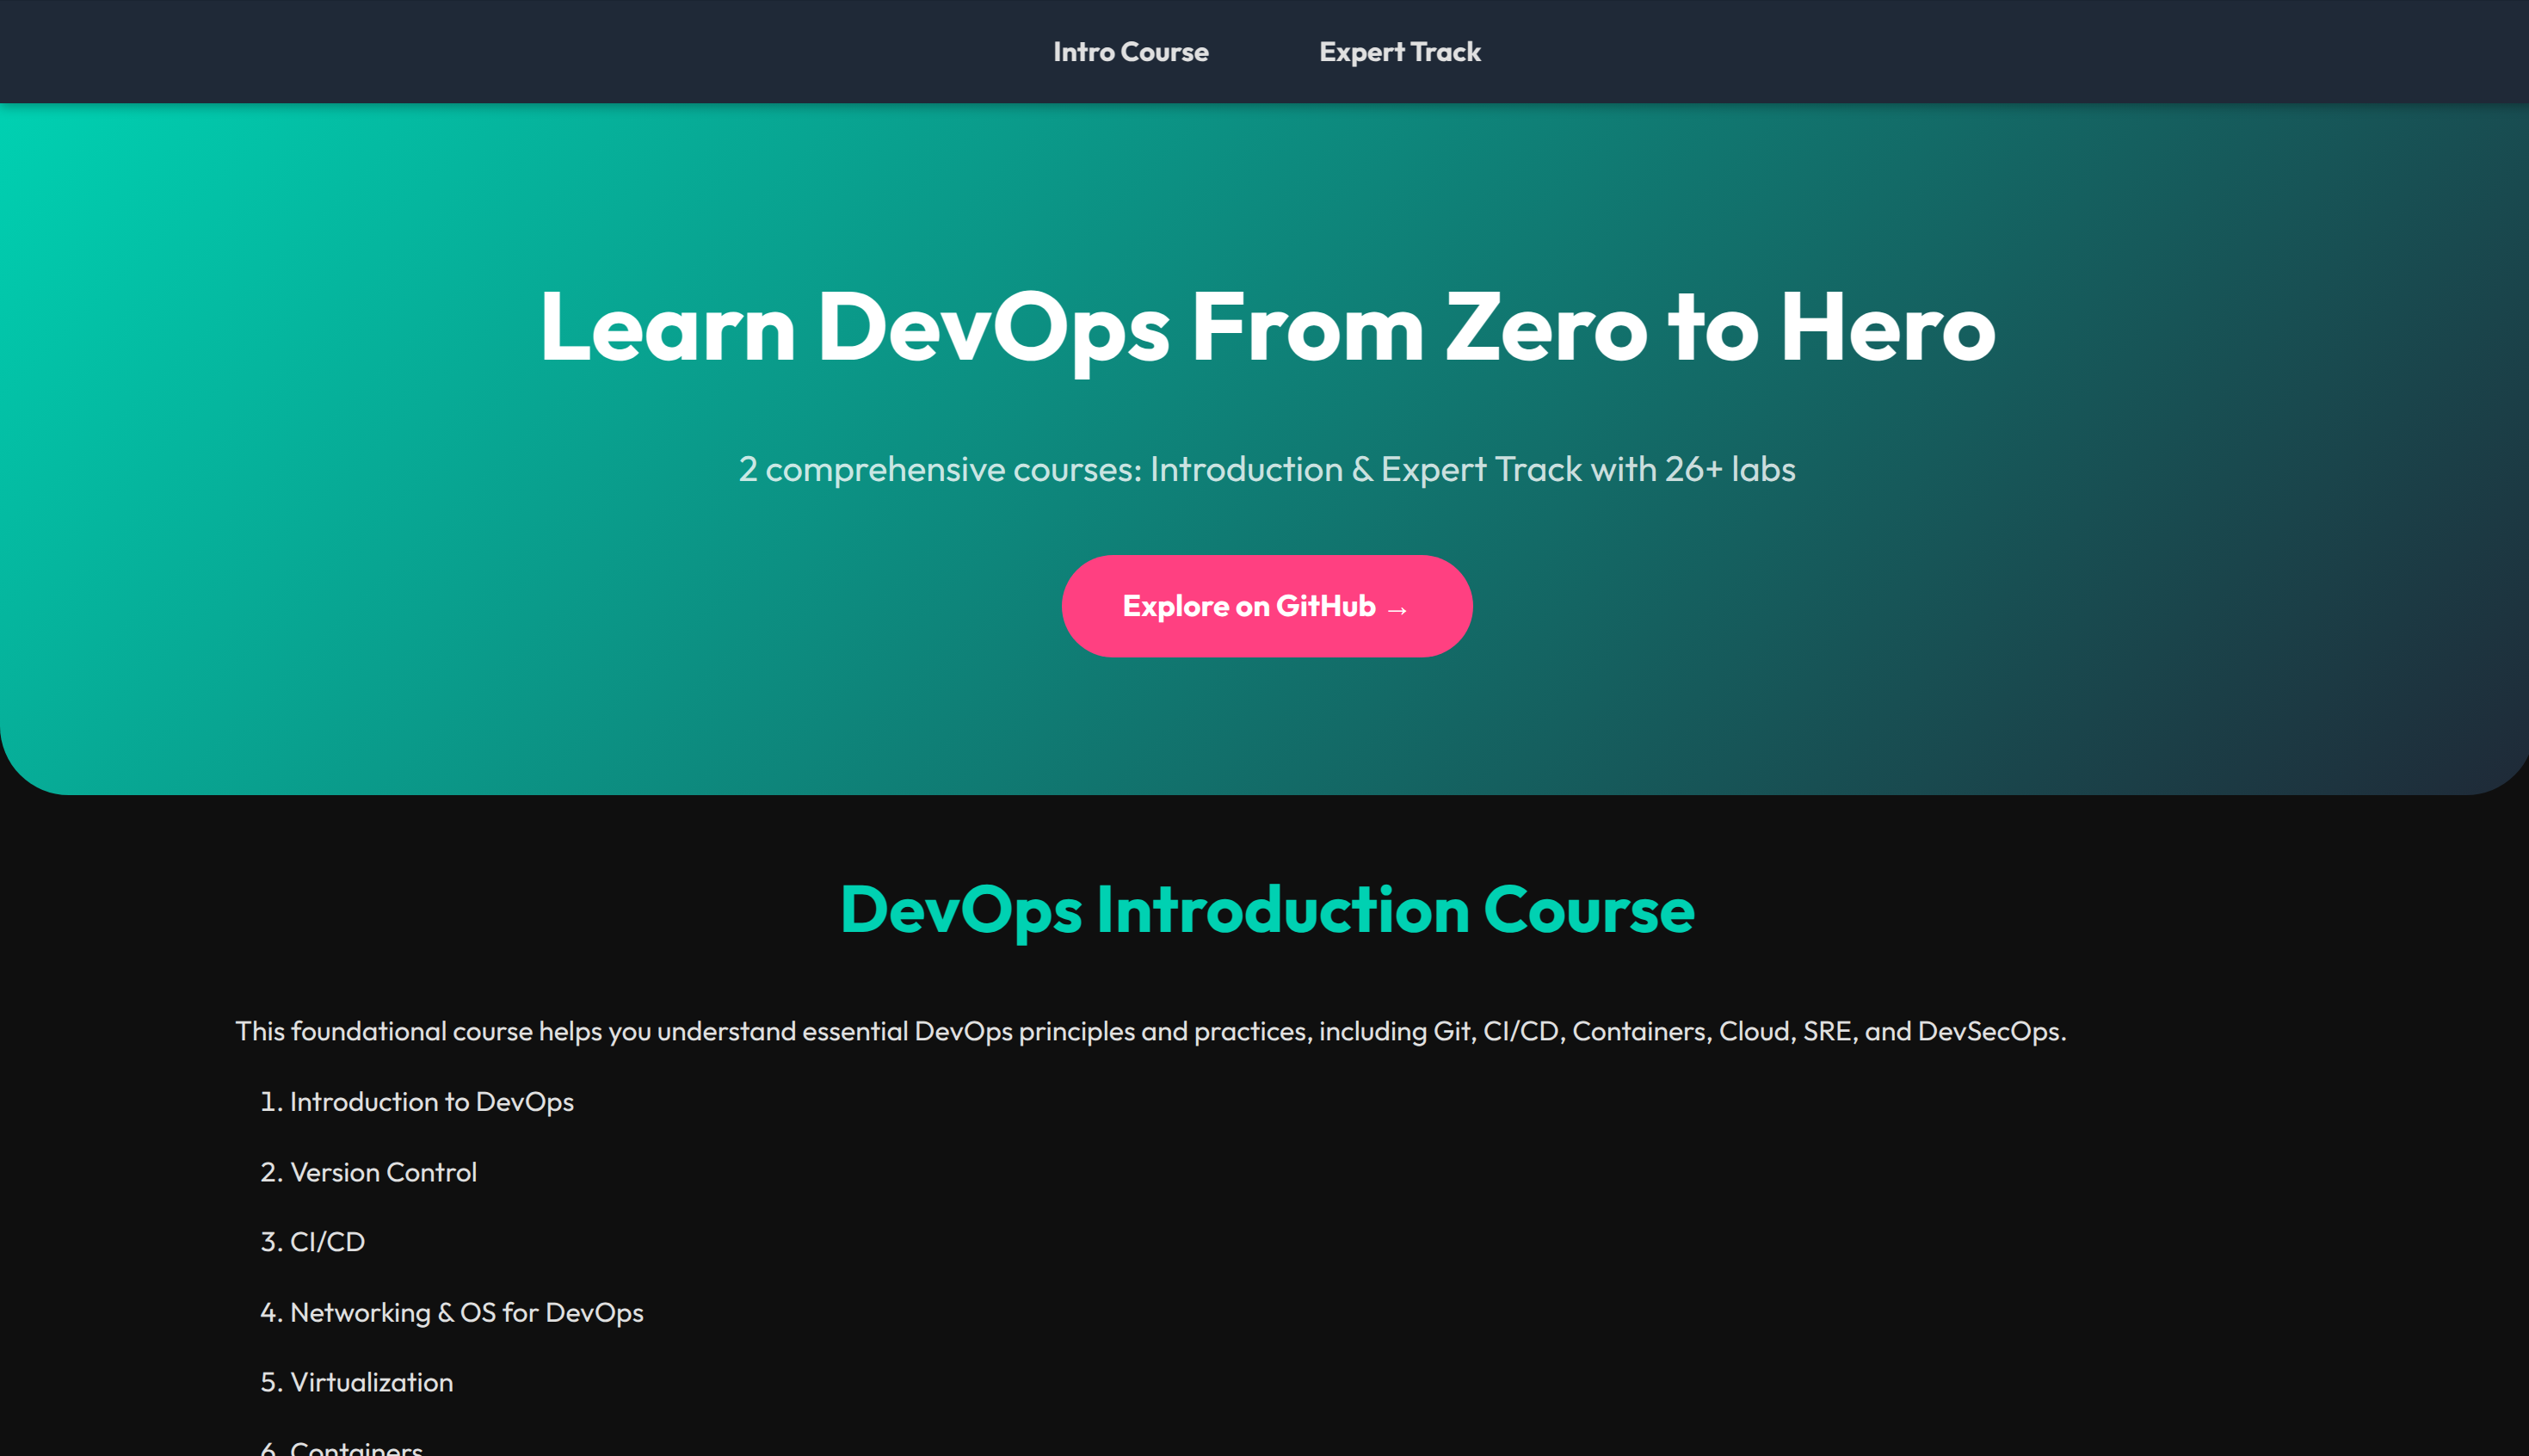 Intro Course
Expert Track
Learn DevOps From Zero to Hero
2 comprehensive courses: Introduction & Expert Track with 26+ labs
Explore on GitHub →
DevOps Introduction Course
This foundational course helps you understand essential DevOps principles and practices, including Git, CI/CD, Containers, Cloud, SRE, and DevSecOps.
1. Introduction to DevOps
2. Version Control
3. CI/CD
4. Networking & OS for DevOps
5. Virtualization
6. Containers